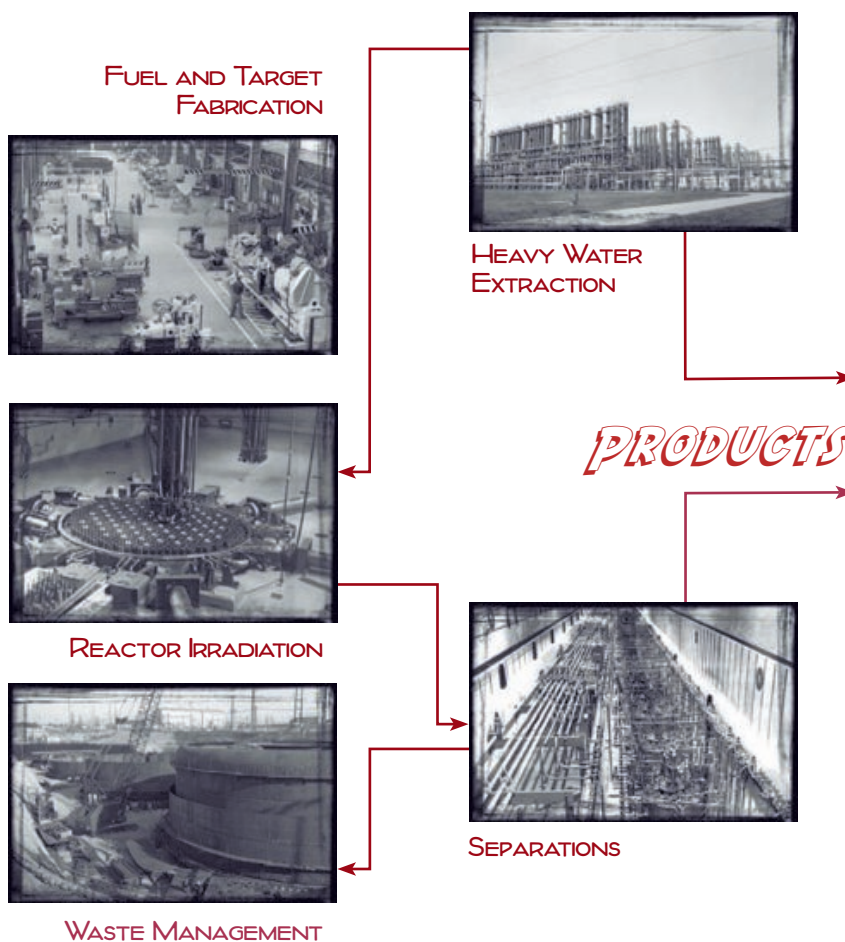 Fuel and Target
Fabrication
Heavy Water
Extraction
Products
Reactor Irradiation
Separations
Waste Management